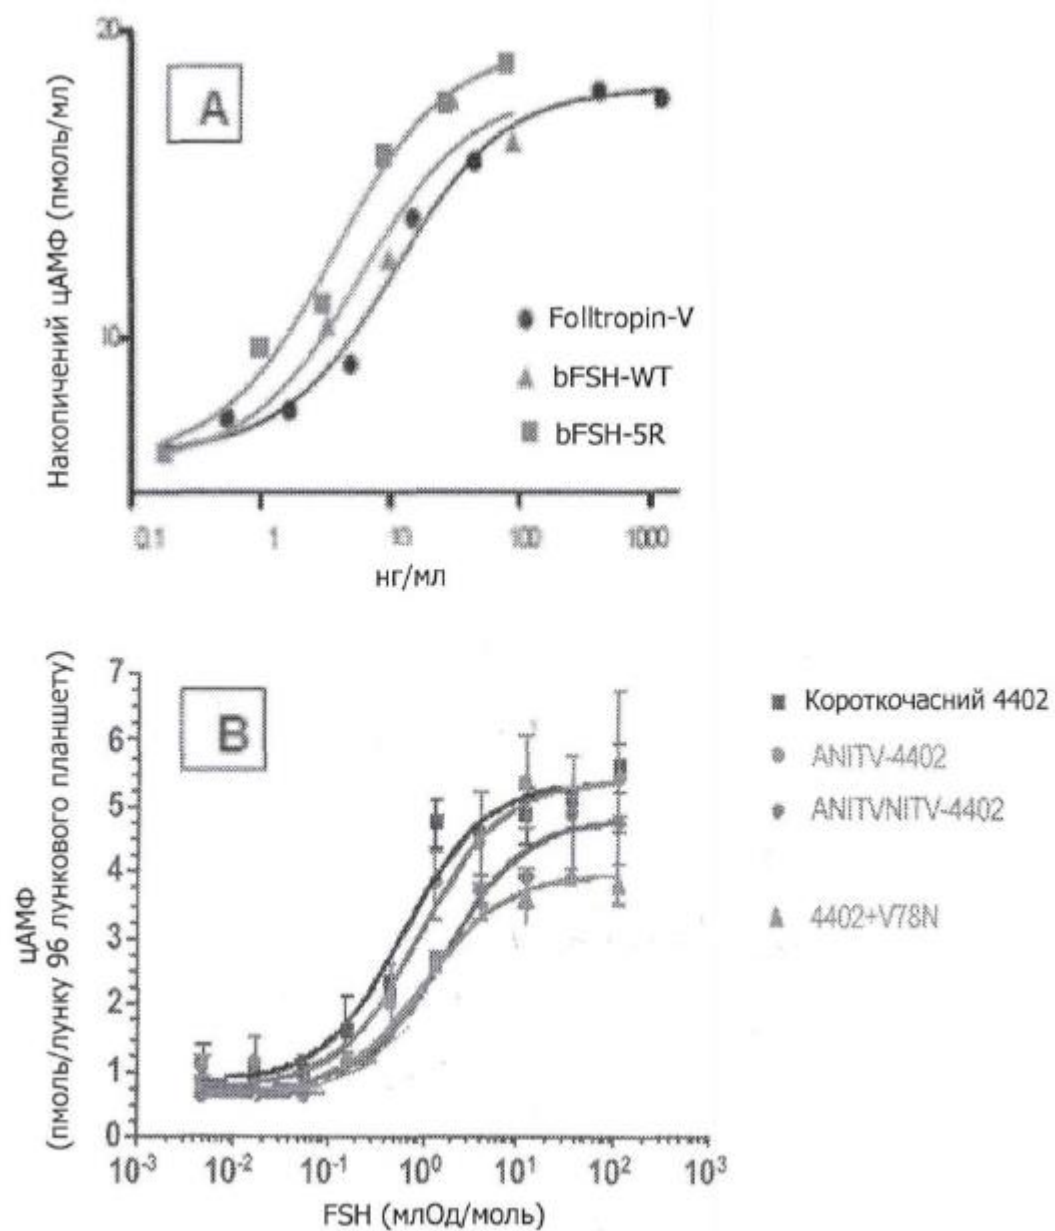 20
A
Накопичений цАМФ (пмоль/мл)
10
Folltropin-V
bFSH-WT
bFSH-5R
0.1 1 10 100 1000
нг/мл
7
B
6
5
4
3
2
1
0
цАМФ
(пмоль/лунку 96 лункового планшету)
10-3 10-2 10-1 100 101 102 103
FSH (млОд/моль)
Короткочасний 4402
ANITV-4402
ANITVNITV-4402
4402+V78N